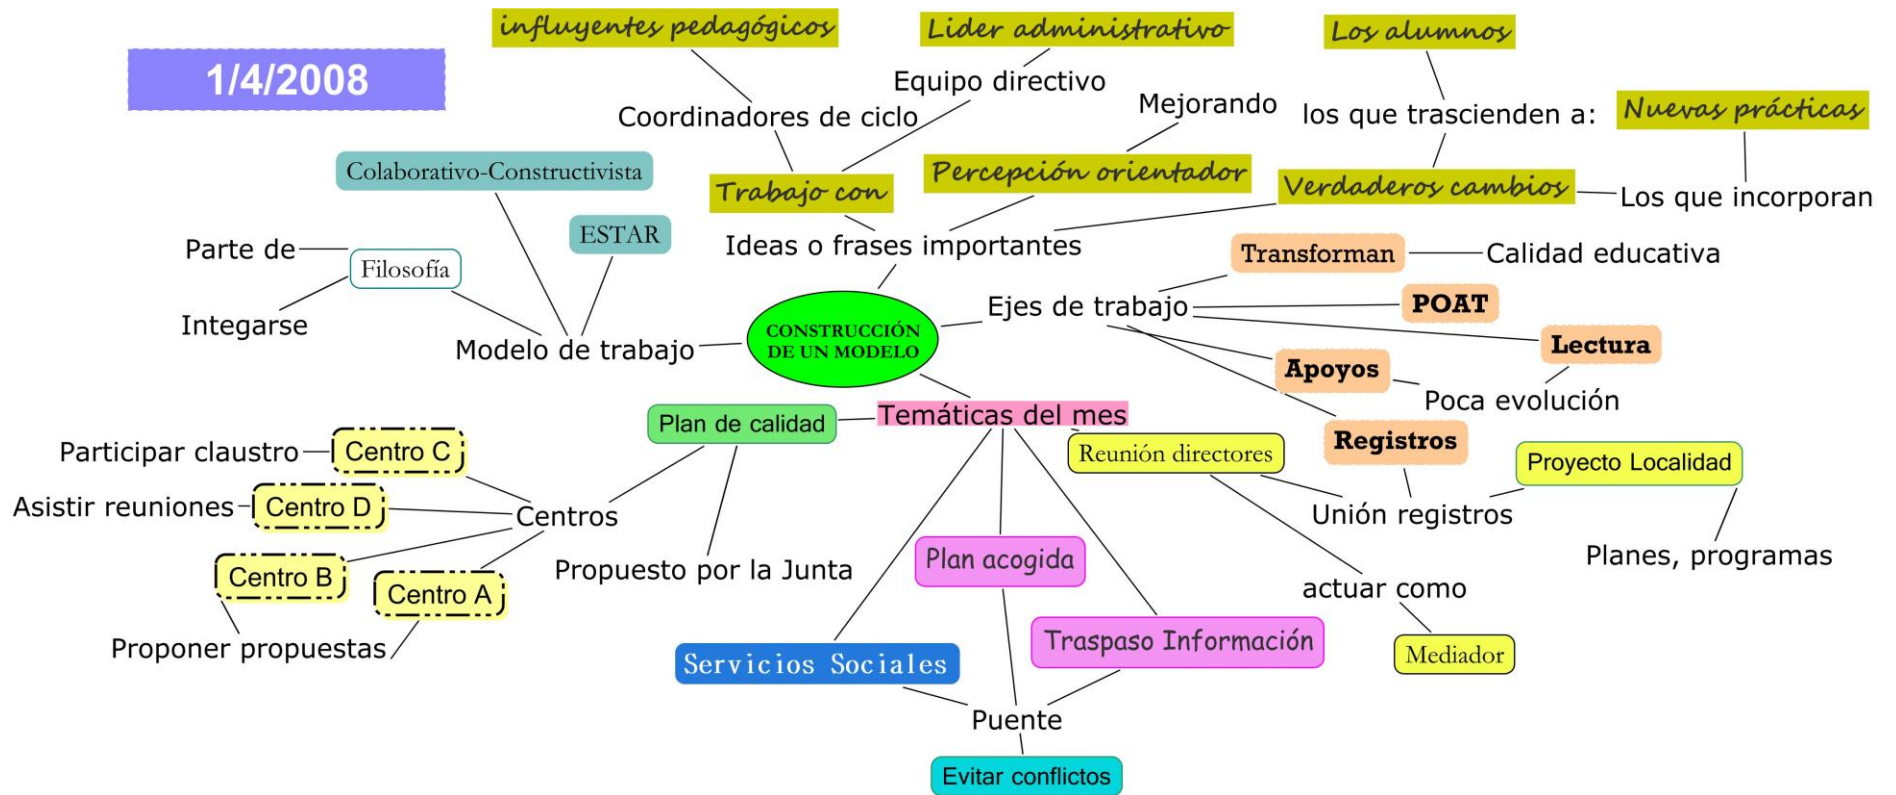 influyentes pedagógicos
Lider administrativo
Los alumnos
1/4/2008
Equipo directivo
Mejorando
Coordinadores de ciclo
los que trascienden a:
Nuevas prácticas
Colaborativo-Constructivista
Trabajo con
Percepción orientador
Verdaderos cambios
Los que incorporan
ESTAR
Parte de
Filosofía
Ideas o frases importantes
Transforman
Calidad educativa
Integarse
Modelo de trabajo
CONSTRUCCIÓN
DE UN MODELO
Ejes de trabajo
POAT
Lectura
Apoyos
Poca evolución
Plan de calidad
Temáticas del mes
Registros
Participar claustro
Centro C
Reunión directores
Proyecto Localidad
Asistir reuniones
Centro D
Centros
Unión registros
Centro B
Centro A
Propuesto por la Junta
Plan acogida
Planes, programas
actuar como
Proponer propuestas
Servicios Sociales
Traspaso Información
Mediador
Puente
Evitar conflictos